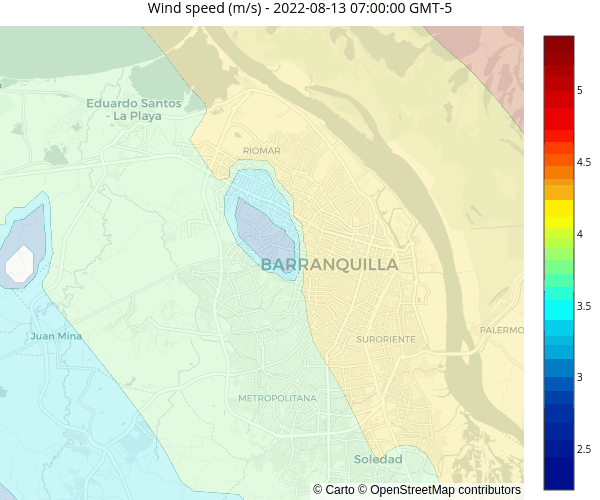 Wind speed (m/s) - 2022-08-13 07:00:00 GMT-5
Eduardo Santos
- La Playa
RIOMAR
BARRANQUILLA
Juan Mina
SURORIENTE
PALERMO
METROPOLITANA
Soledad
© Carto © OpenStreetMap contributors
5
4.5
4
3.5
3
2.5